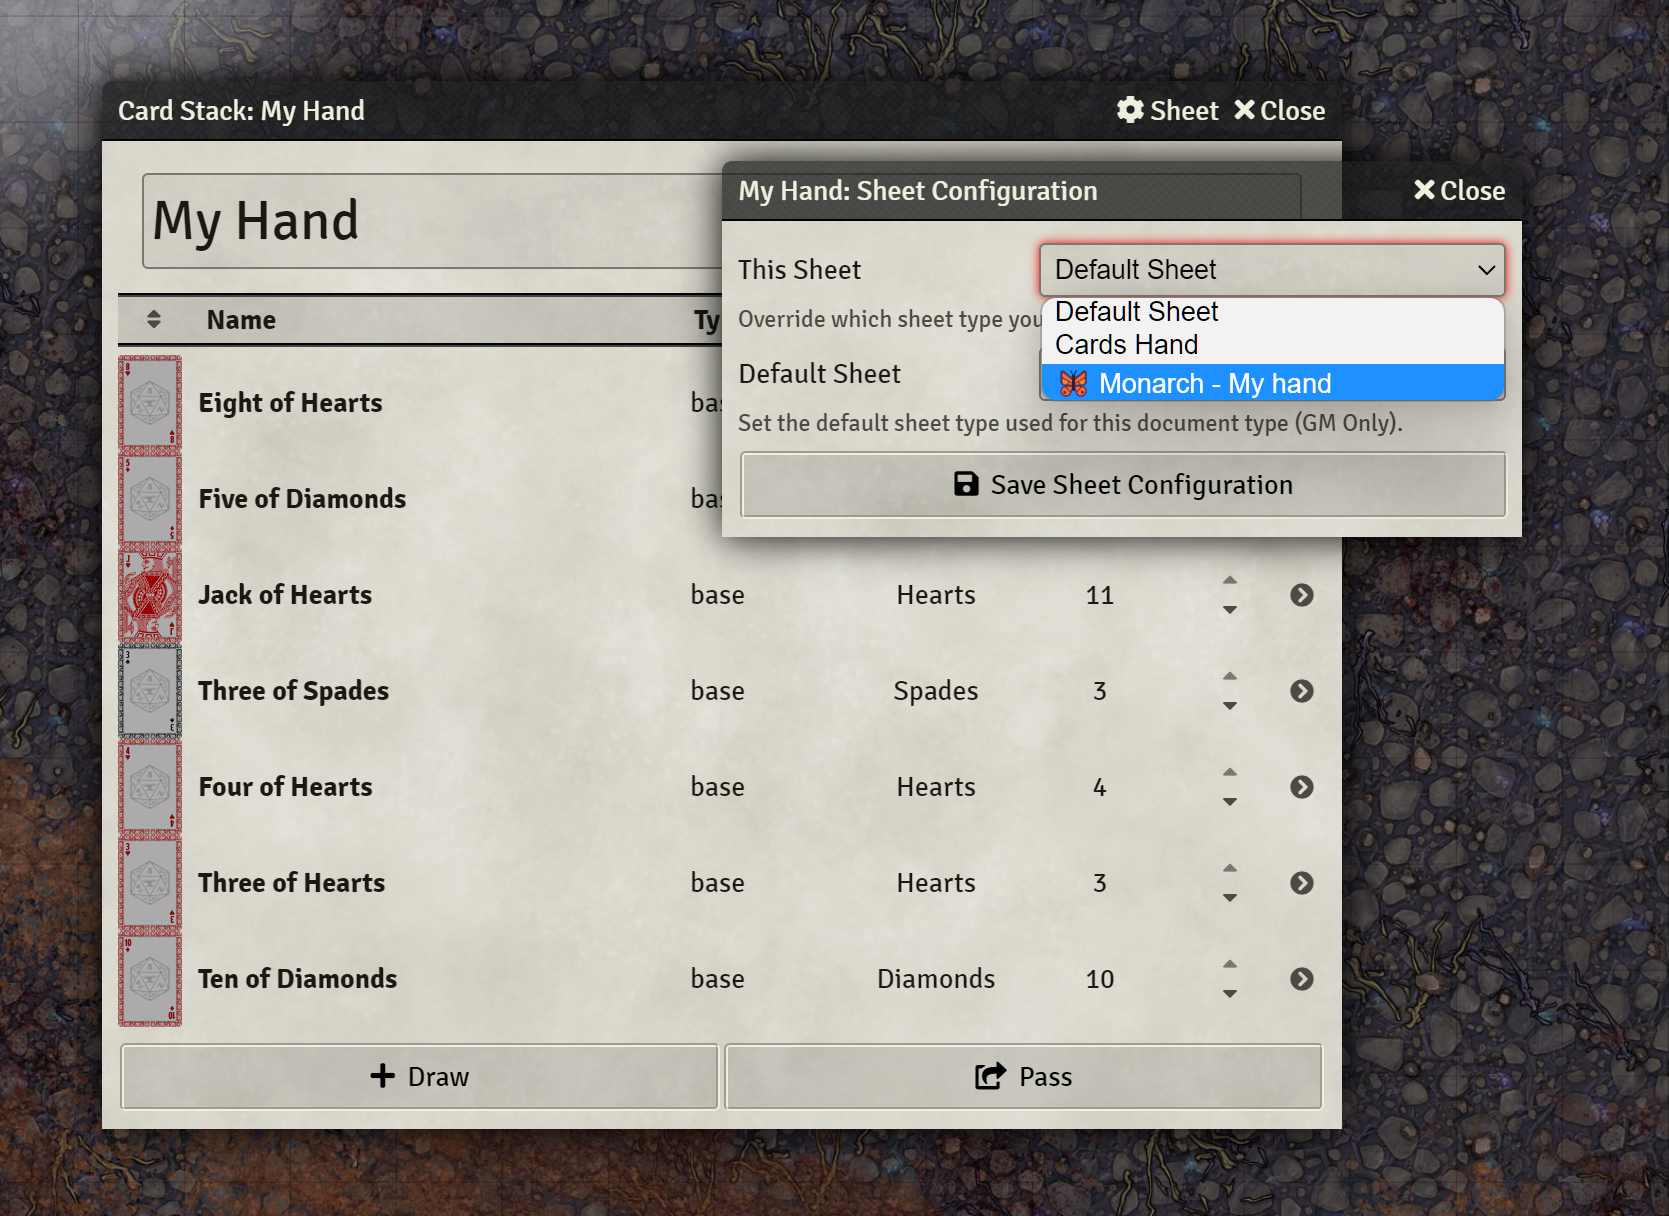 Card Stack: My Hand
Sheet
Close
My Hand
Name
Ty
Eight of Hearts
bas
Five of Diamonds
bas
Jack of Hearts
base
Hearts
11
Three of Spades
base
Spades
3
Four of Hearts
base
Hearts
4
Three of Hearts
base
Hearts
3
Ten of Diamonds
base
Diamonds
10
Draw
Pass
My Hand: Sheet Configuration
Close
This Sheet
Default Sheet
Override which sheet type you
Default Sheet
Cards Hand
Monarch - My hand
Default Sheet
Set the default sheet type used for this document type (GM Only).
Save Sheet Configuration